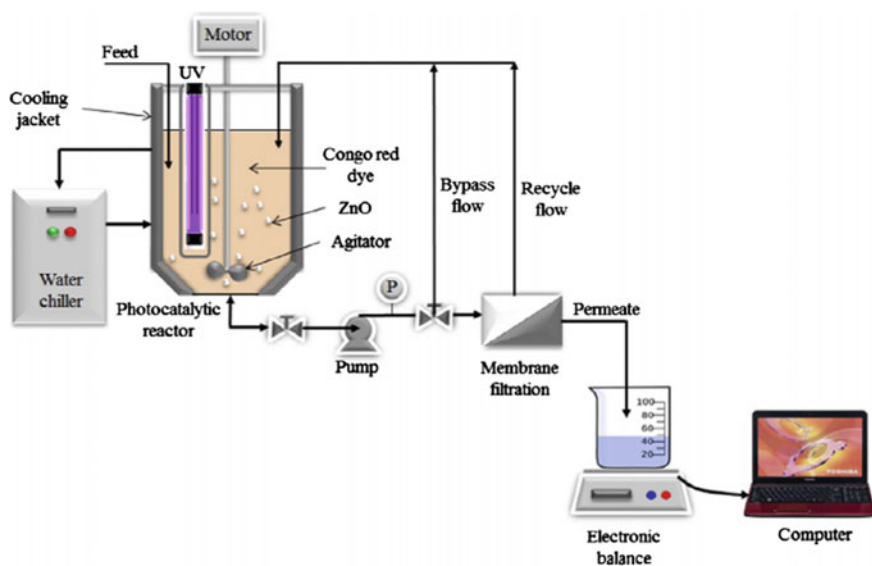 Motor
Feed
UV
Cooling
jacket
Congo red
dye
ZnO
Agitator
Bypass
flow
Recycle
flow
Water
chiller
Photocatalytic
reactor
P
Pump
Membrane
filtration
Permeate
100
80
60
40
20
TOSHIBA
Electronic
balance
Computer